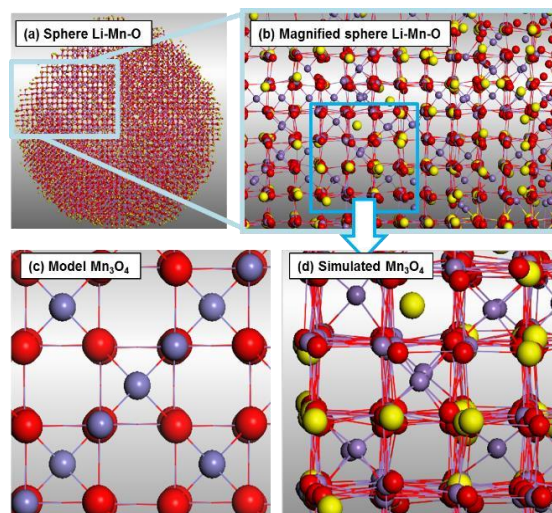 (a) Sphere Li-Mn-O
(b) Magnified sphere Li-Mn-O
(c) Model Mn₃O₄
(d) Simulated Mn₃O₄